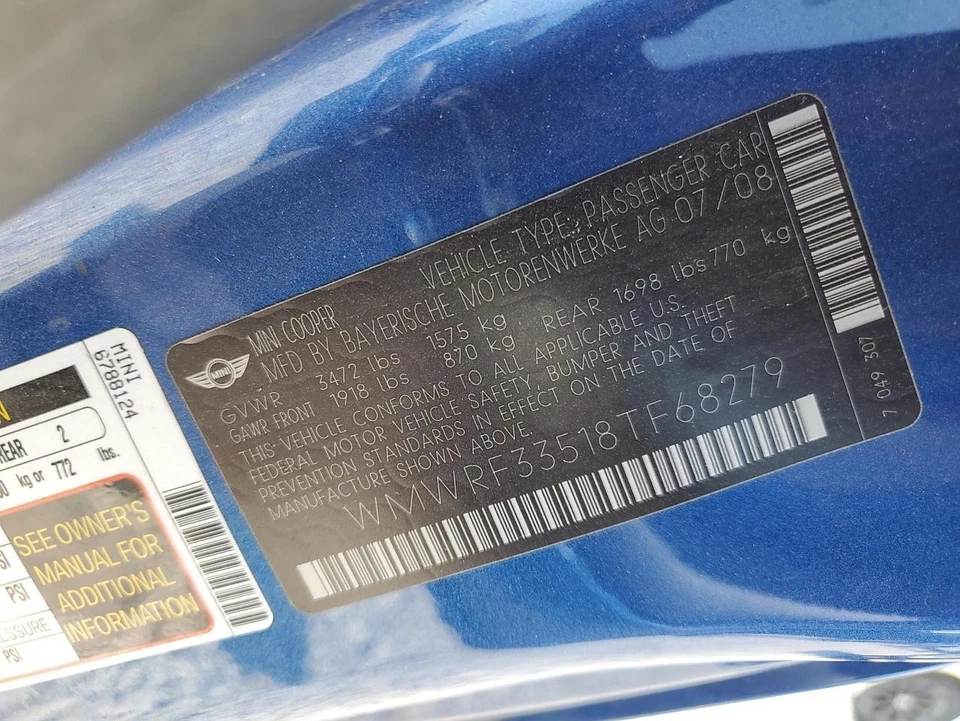 MINI COOPER VEHICLE TYPE: PASSENGER CAR
MFD BY BAYERISCHE MOTORENWERKE AG 07/08
MINI
GVWR 3472 lbs 1575 kg
GAWR FRONT 1918 lbs 870 kg REAR 1698 lbs 770 kg
THIS VEHICLE CONFORMS TO ALL APPLICABLE U.S.
FEDERAL MOTOR VEHICLE SAFETY, BUMPER AND THEFT
PREVENTION STANDARDS IN EFFECT ON THE DATE OF
MANUFACTURE SHOWN ABOVE.
WMWRF33518TF68279
7 049 307
MINI
6788124
REAR 2
kg or 772 lbs.
SEE OWNER'S
MANUAL FOR
ADDITIONAL
INFORMATION
PSI
PSI